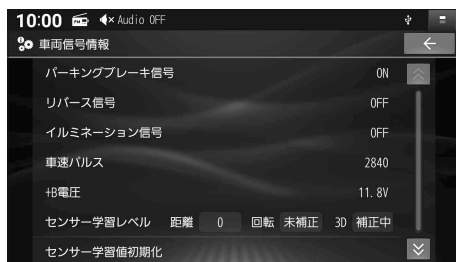 10:00 Audio OFF
車両信号情報
パーキングブレーキ信号 ON
リバース信号 OFF
イルミネーション信号 OFF
車速パルス 2840
+B電圧 11.8V
センサー学習レベル 距離 0 回転 未補正 3D 補正中
センサー学習値初期化